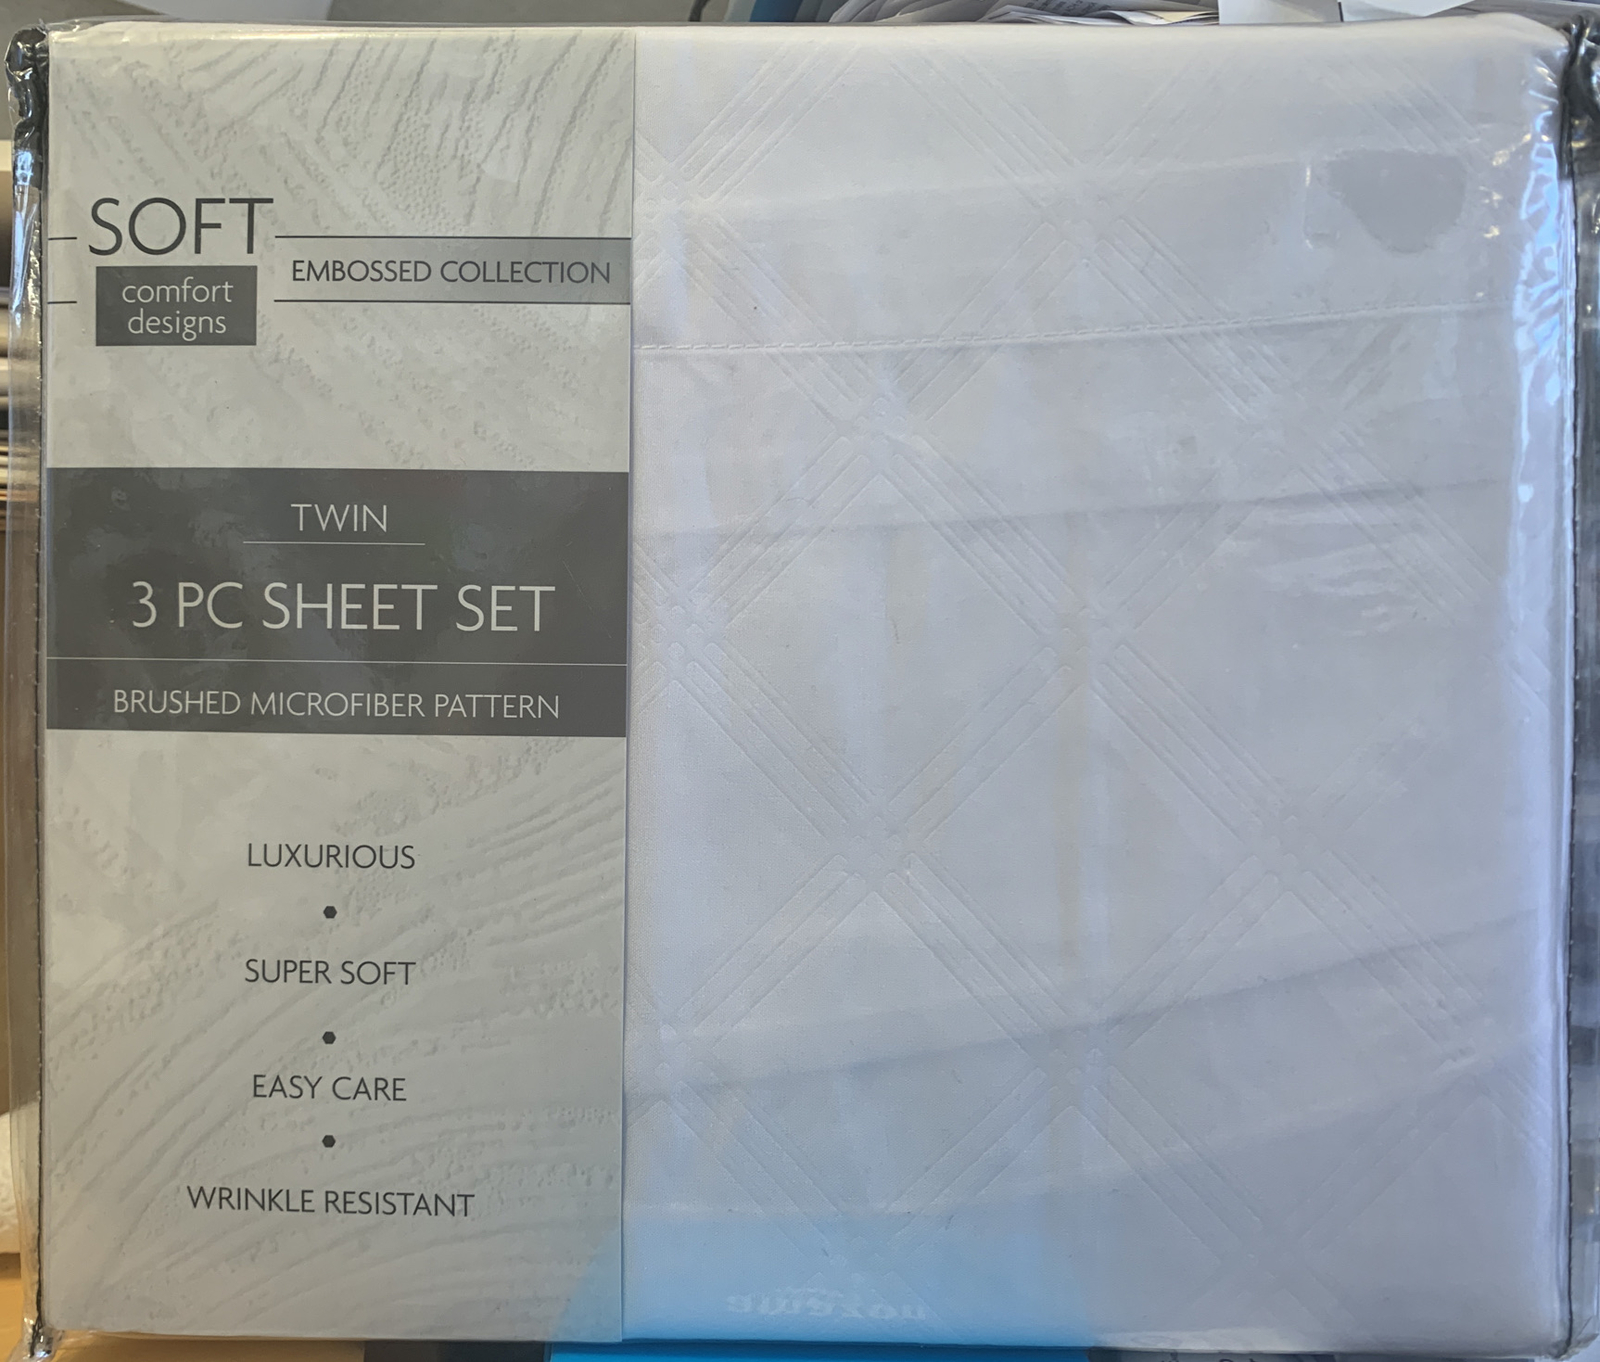 SOFT
comfort
designs
EMBOSSED COLLECTION
TWIN
3 PC SHEET SET
BRUSHED MICROFIBER PATTERN
LUXURIOUS
SUPER SOFT
EASY CARE
WRINKLE RESISTANT
amazon